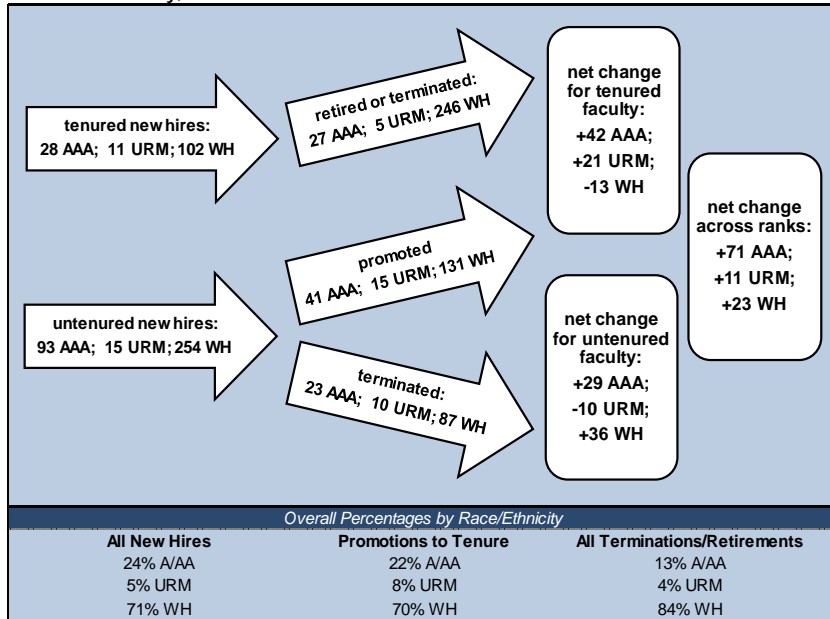 tenured new hires:
28 AAA; 11 URM; 102 WH
retired or terminated:
27 AAA; 5 URM; 246 WH
net change
for tenured
faculty:
+42 AAA;
+21 URM;
-13 WH
untenured new hires:
93 AAA; 15 URM; 254 WH
promoted
41 AAA; 15 URM; 131 WH
terminated:
23 AAA; 10 URM; 87 WH
net change
for untenured
faculty:
+29 AAA;
-10 URM;
+36 WH
net change
across ranks:
+71 AAA;
+11 URM;
+23 WH
Overall Percentages by Race/Ethnicity
All New Hires Promotions to Tenure All Terminations/Retirements
24% A/AA 22% A/AA 13% A/AA
5% URM 8% URM 4% URM
71% WH 70% WH 84% WH